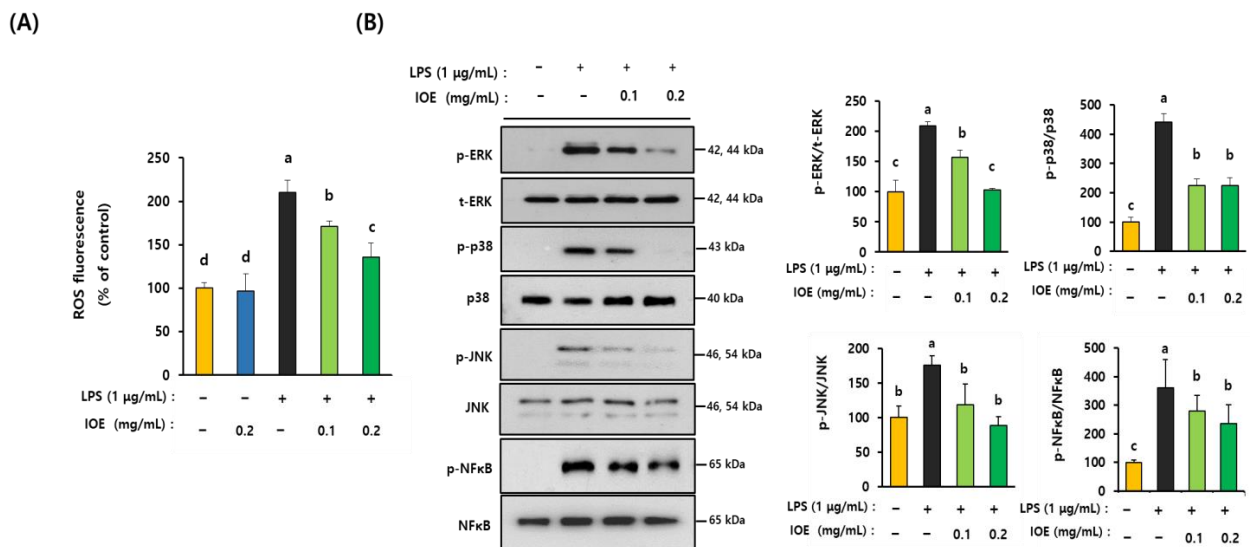 (A)
(B)
ROS fluorescence
(% of control)
250
200
150
100
50
0
d
d
a
b
c
LPS (1 μg/mL) : − − + + +
IOE (mg/mL) : − 0.2 − 0.1 0.2
LPS (1 μg/mL) : − + + +
IOE (mg/mL) : − − 0.1 0.2
p-ERK 42, 44 kDa
t-ERK 42, 44 kDa
p-p38 43 kDa
p38 40 kDa
p-JNK 46, 54 kDa
JNK 46, 54 kDa
p-NFκB 65 kDa
NFκB 65 kDa
p-ERK/t-ERK
250
200
150
100
50
0
c
a
b
c
LPS (1 μg/mL) : − + + +
IOE (mg/mL) : − − 0.1 0.2
p-p38/p38
500
400
300
200
100
0
c
a
b
b
LPS (1 μg/mL) : − + + +
IOE (mg/mL) : − − 0.1 0.2
p-JNK/JNK
200
150
100
50
0
b
a
b
b
LPS (1 μg/mL) : − + + +
IOE (mg/mL) : − − 0.1 0.2
p-NFκB/NFκB
500
400
300
200
100
0
c
a
b
b
LPS (1 μg/mL) : − + + +
IOE (mg/mL) : − − 0.1 0.2